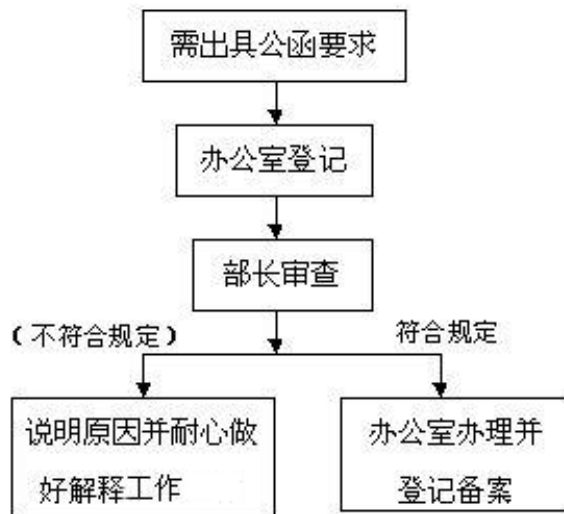 需出具公函要求
办公室登记
部长审查
（不符合规定）
符合规定
说明原因并耐心做
好解释工作
办公室办理并
登记备案